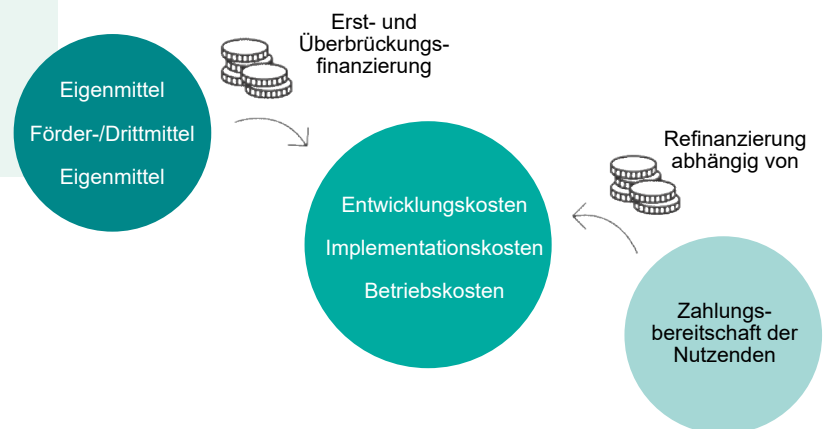 Erst- und
Überbrückungs-
finanzierung
Eigenmittel
Förder-/Drittmittel
Eigenmittel
Refinanzierung
abhängig von
Entwicklungskosten
Implementationskosten
Betriebskosten
Zahlungs-
bereitschaft der
Nutzenden